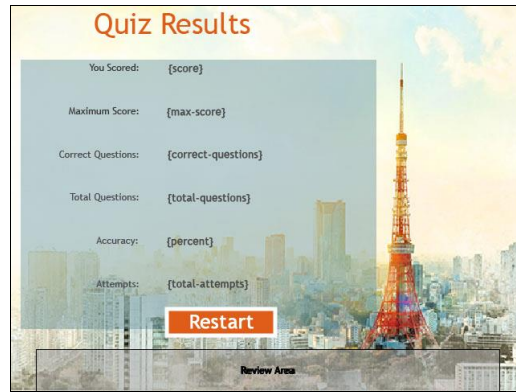 Quiz Results
You Scored: {score}
Maximum Score: {max-score}
Correct Questions: {correct-questions}
Total Questions: {total-questions}
Accuracy: {percent}
Attempts: {total-attempts}
Restart
Review Area